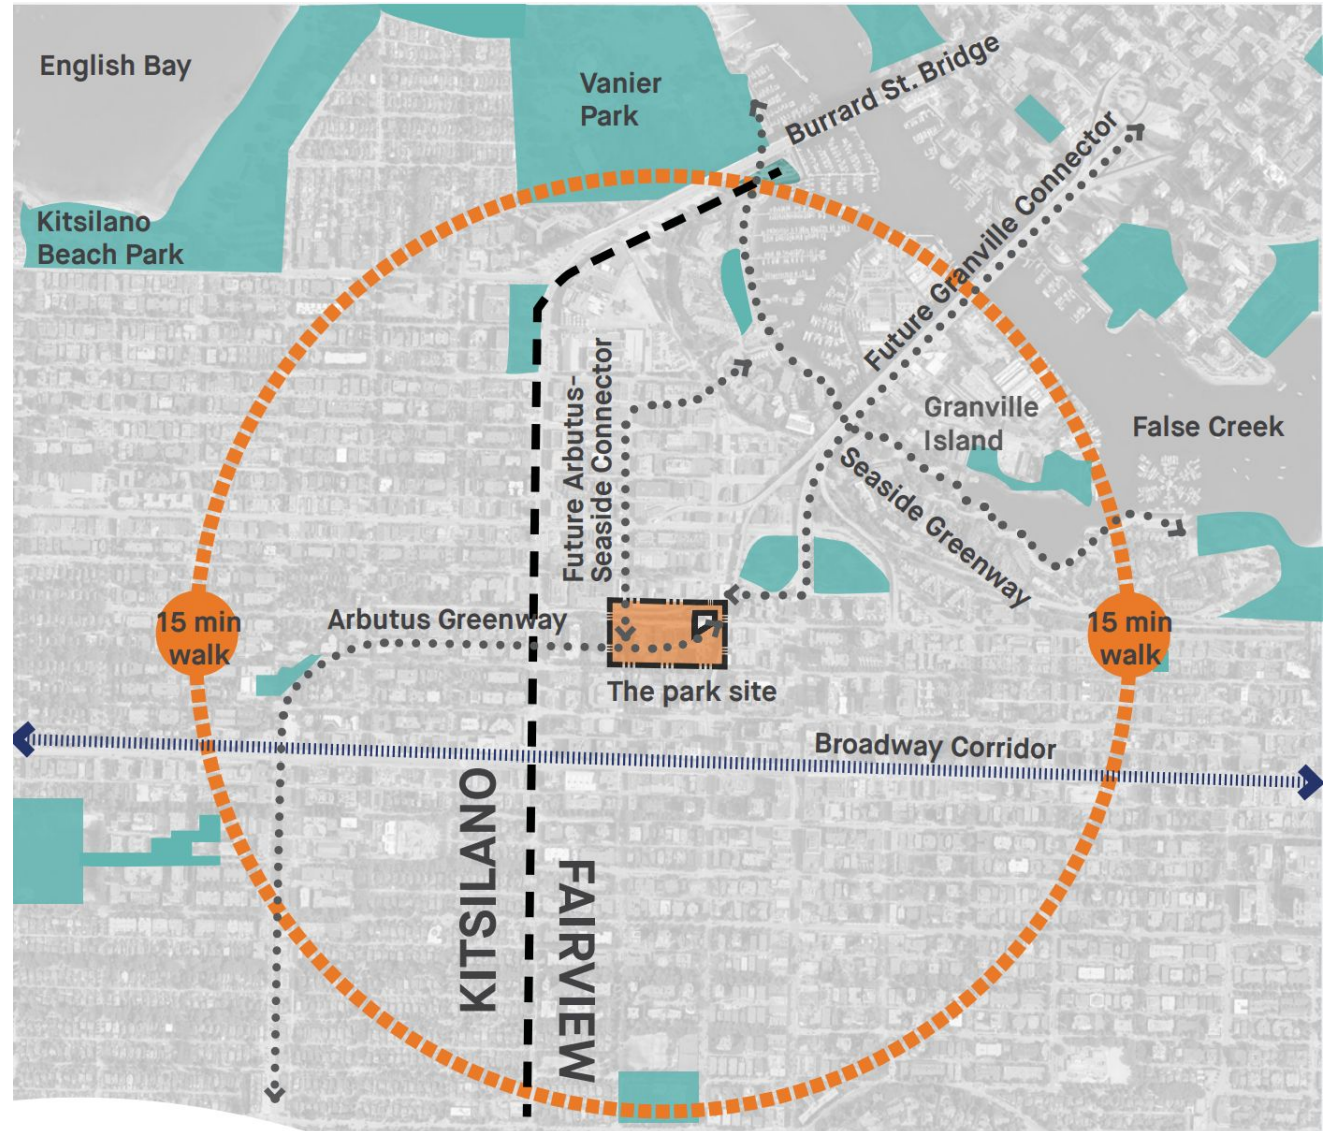 English Bay
Vanier
Park
Burrard St. Bridge
Kitsilano
Beach Park
Future Granville Connector
Future Arbutus-
Seaside Connector
Granville
Island
False Creek
Seaside Greenway
Arbutus Greenway
15 min
walk
15 min
walk
The park site
Broadway Corridor
KITSILANO
FAIRVIEW